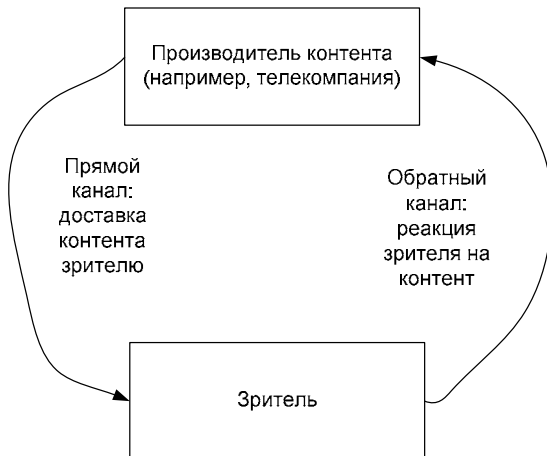 Производитель контента
(например, телекомпания)
Прямой
канал:
доставка
контента
зрителю
Обратный
канал:
реакция
зрителя на
контент
Зритель